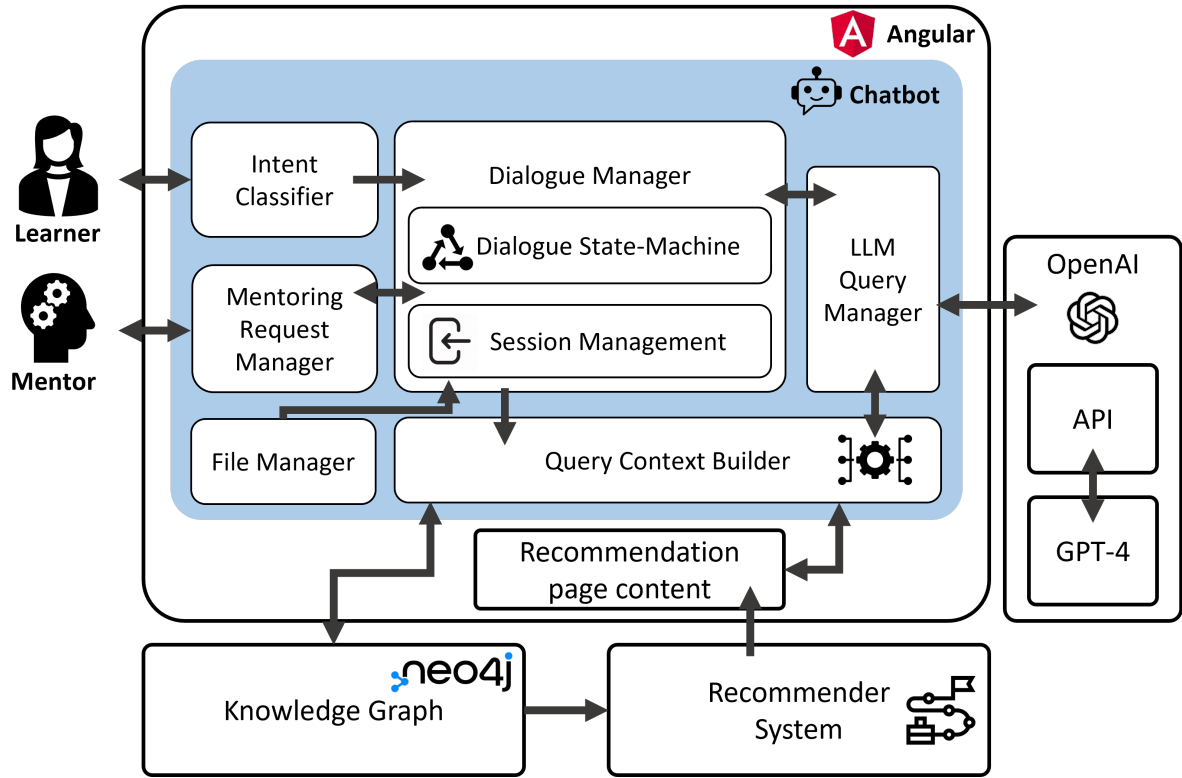 Angular
Chatbot
Learner
Mentor
Intent
Classifier
Dialogue Manager
Dialogue State-Machine
Mentoring
Request
Manager
Session Management
LLM
Query
Manager
OpenAI
API
GPT-4
File Manager
Query Context Builder
Recommendation
page content
neo4j
Knowledge Graph
Recommender
System